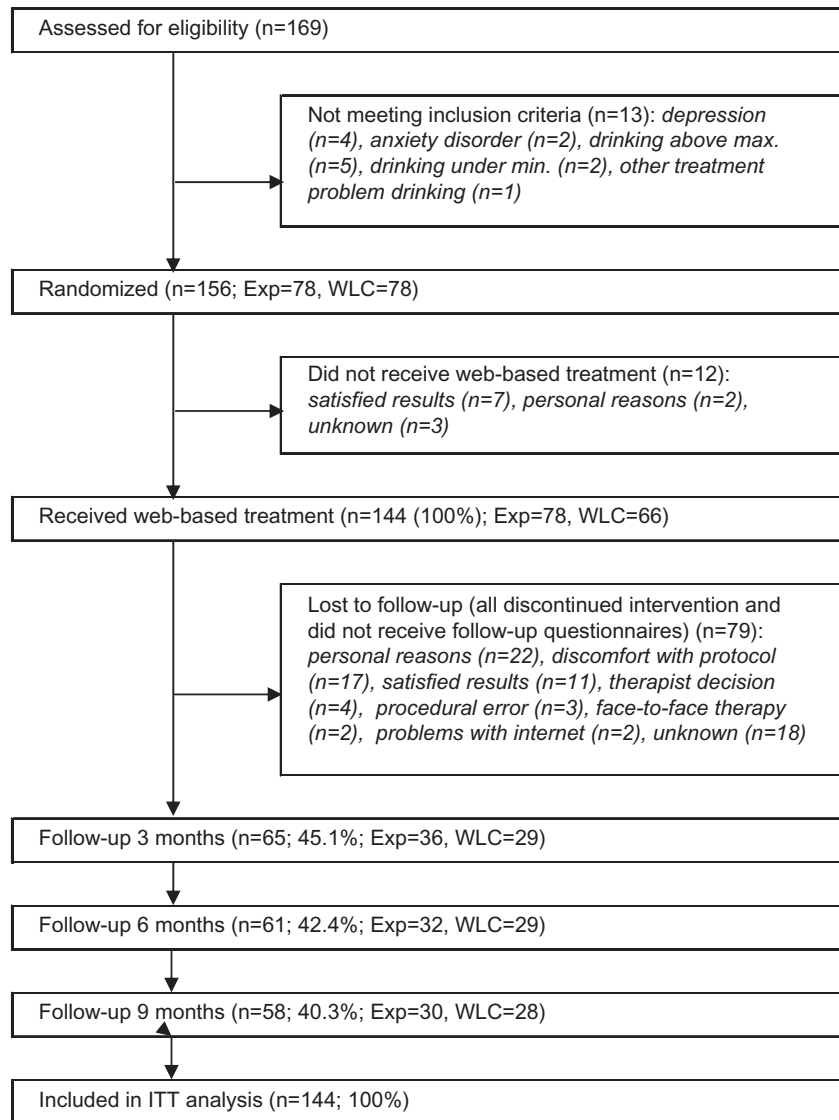 Assessed for eligibility (n=169)
Not meeting inclusion criteria (n=13): depression
(n=4), anxiety disorder (n=2), drinking above max.
(n=5), drinking under min. (n=2), other treatment
problem drinking (n=1)
Randomized (n=156; Exp=78, WLC=78)
Did not receive web-based treatment (n=12):
satisfied results (n=7), personal reasons (n=2),
unknown (n=3)
Received web-based treatment (n=144 (100%); Exp=78, WLC=66)
Lost to follow-up (all discontinued intervention and
did not receive follow-up questionnaires) (n=79):
personal reasons (n=22), discomfort with protocol
(n=17), satisfied results (n=11), therapist decision
(n=4), procedural error (n=3), face-to-face therapy
(n=2), problems with internet (n=2), unknown (n=18)
Follow-up 3 months (n=65; 45.1%; Exp=36, WLC=29)
Follow-up 6 months (n=61; 42.4%; Exp=32, WLC=29)
Follow-up 9 months (n=58; 40.3%; Exp=30, WLC=28)
Included in ITT analysis (n=144; 100%)